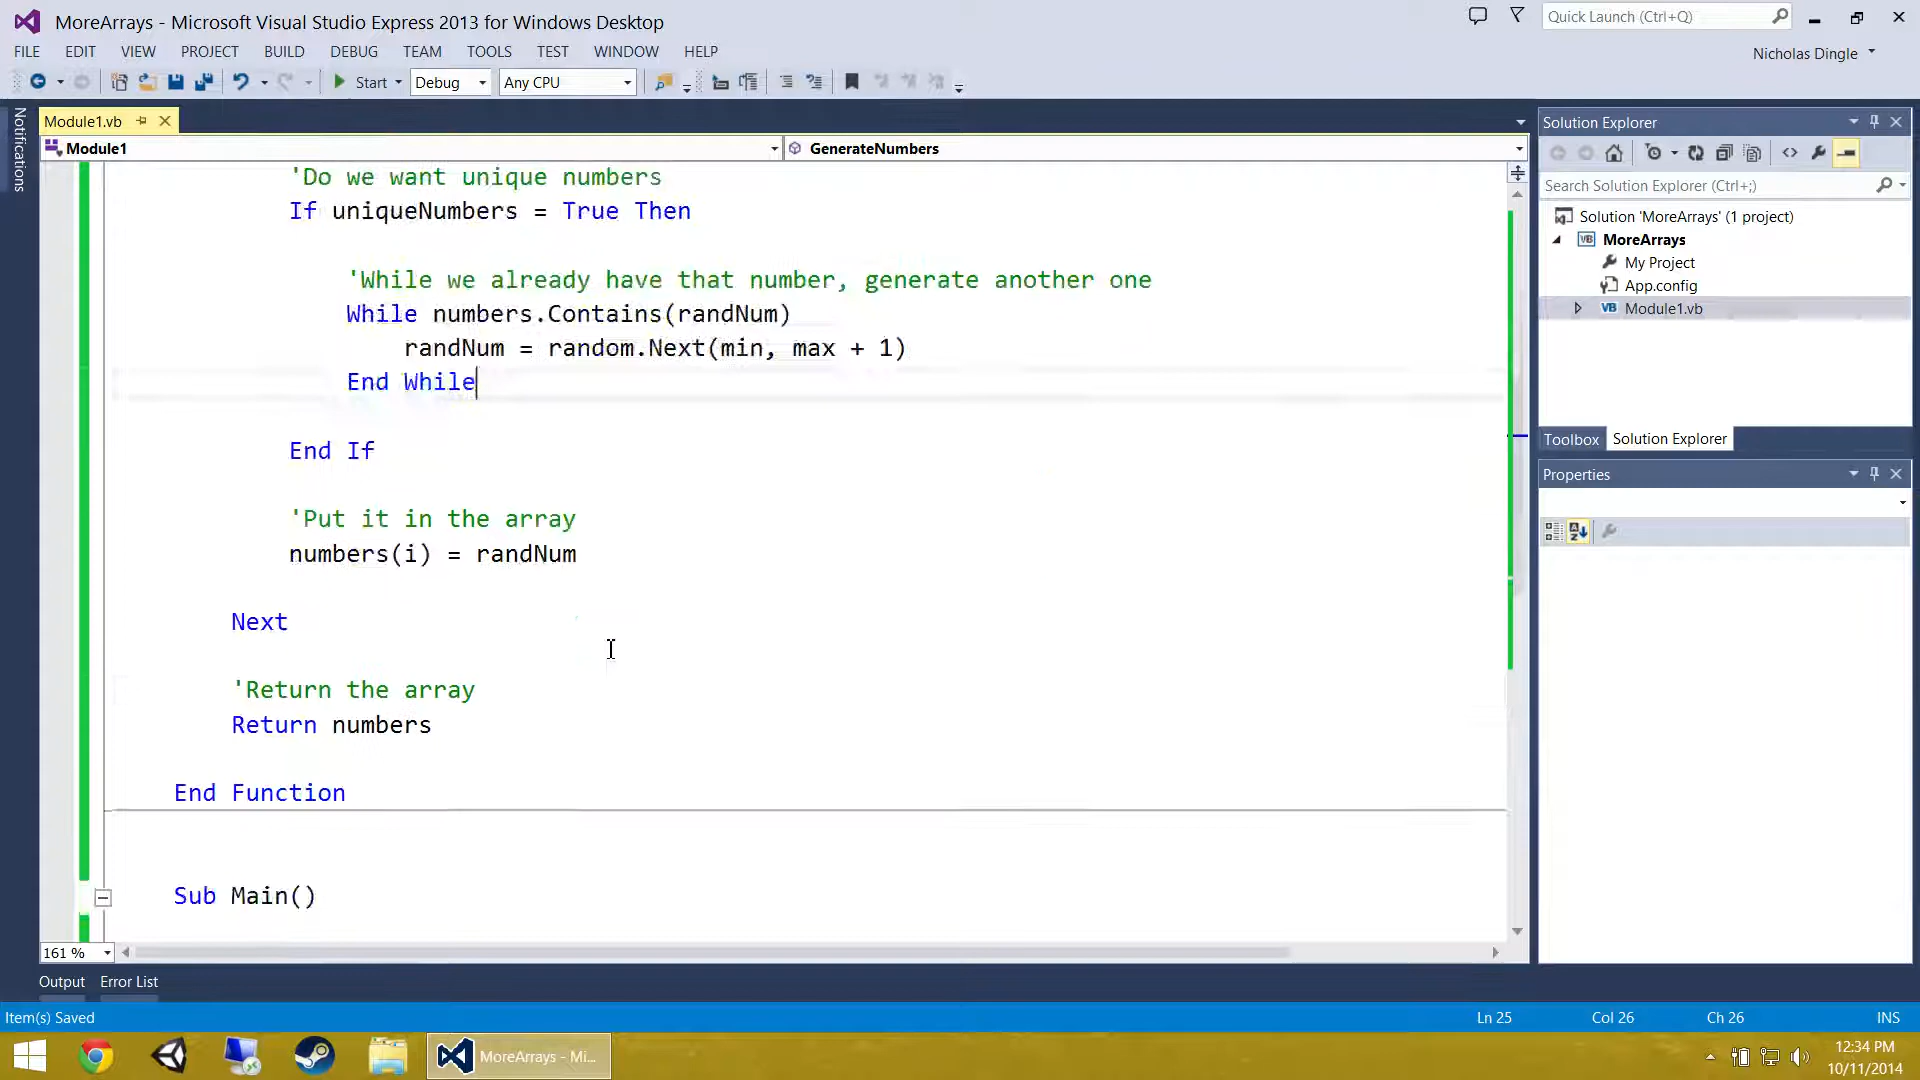 MoreArrays - Microsoft Visual Studio Express 2013 for Windows Desktop
Quick Launch (Ctrl+Q)
FILE EDIT VIEW PROJECT BUILD DEBUG TEAM TOOLS TEST WINDOW HELP
Nicholas Dingle
Start Debug Any CPU
Notifications
Module1.vb
Module1 GenerateNumbers
'Do we want unique numbers
If uniqueNumbers = True Then
'While we already have that number, generate another one
While numbers.Contains(randNum)
randNum = random.Next(min, max + 1)
End While
End If
'Put it in the array
numbers(i) = randNum
Next
'Return the array
Return numbers
End Function
Sub Main()
161 %
Solution Explorer
Search Solution Explorer (Ctrl+;)
Solution 'MoreArrays' (1 project)
VB MoreArrays
My Project
App.config
VB Module1.vb
Toolbox Solution Explorer
Properties
Output Error List
Item(s) Saved Ln 25 Col 26 Ch 26 INS
MoreArrays - Mi...
12:34 PM
10/11/2014